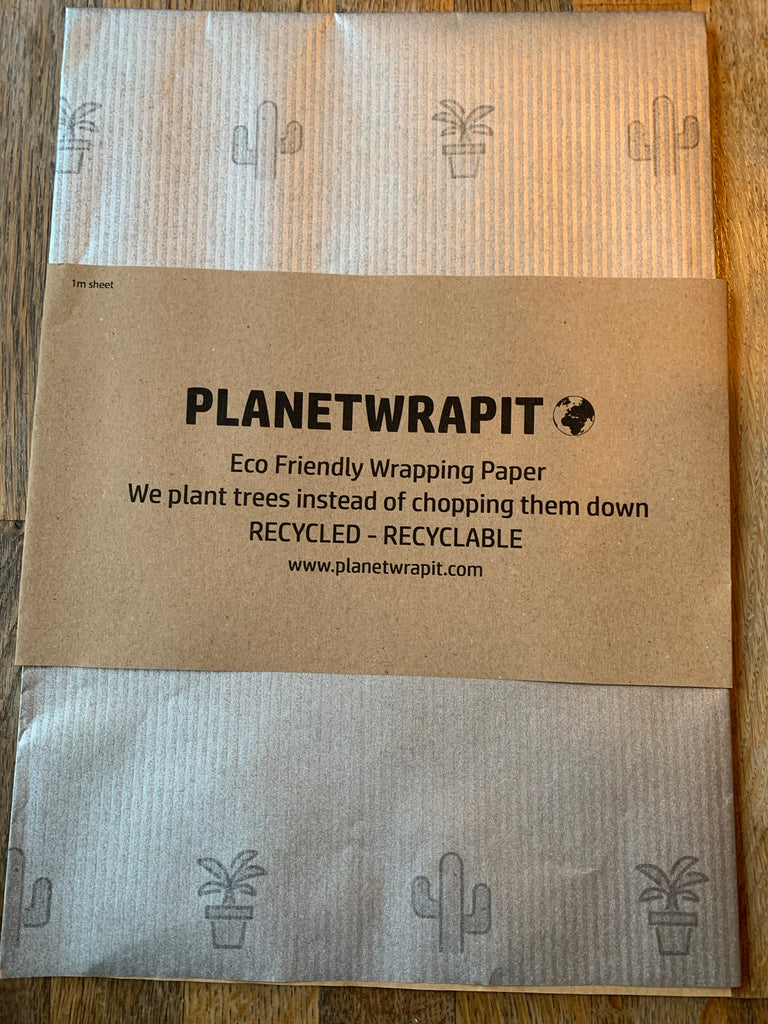 1m sheet
PLANETWRAPIT
Eco Friendly Wrapping Paper
We plant trees instead of chopping them down
RECYCLED - RECYCLABLE
www.planetwrapit.com